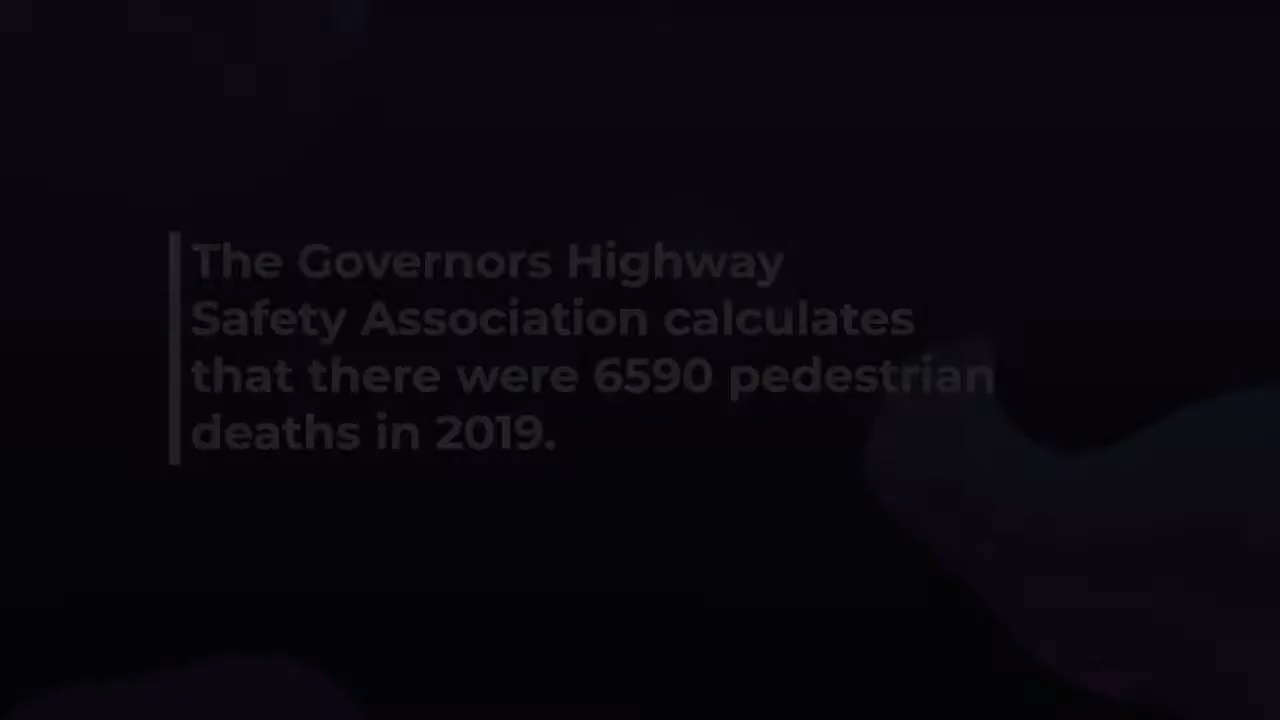 The Governors Highway
Safety Association calculates
that there were 6590 pedestrian
deaths in 2019.